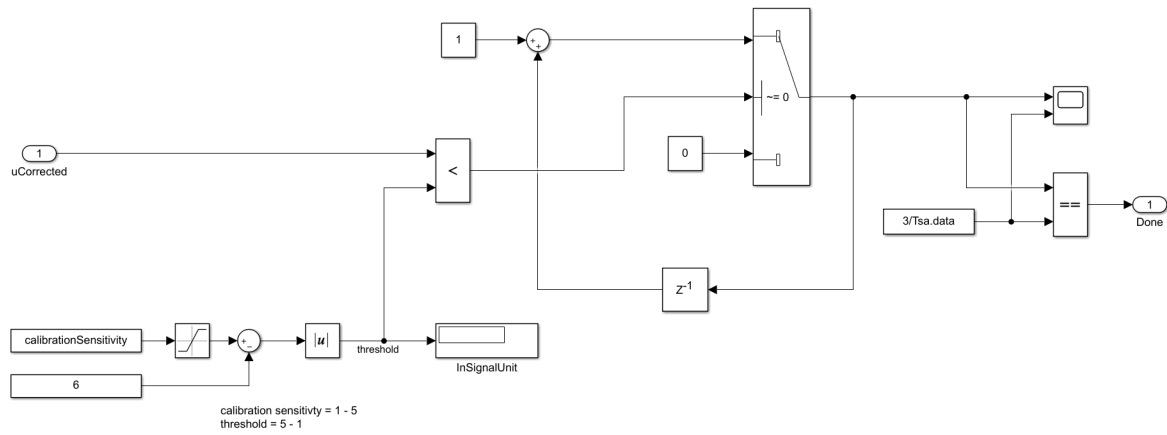 1
+
+
~= 0
1
uCorrected
<
0
==
3/Tsa.data
1
Done
Z-1
calibrationSensitivity
+
−
|u|
threshold
InSignalUnit
6
calibration sensitivty = 1 - 5
threshold = 5 - 1